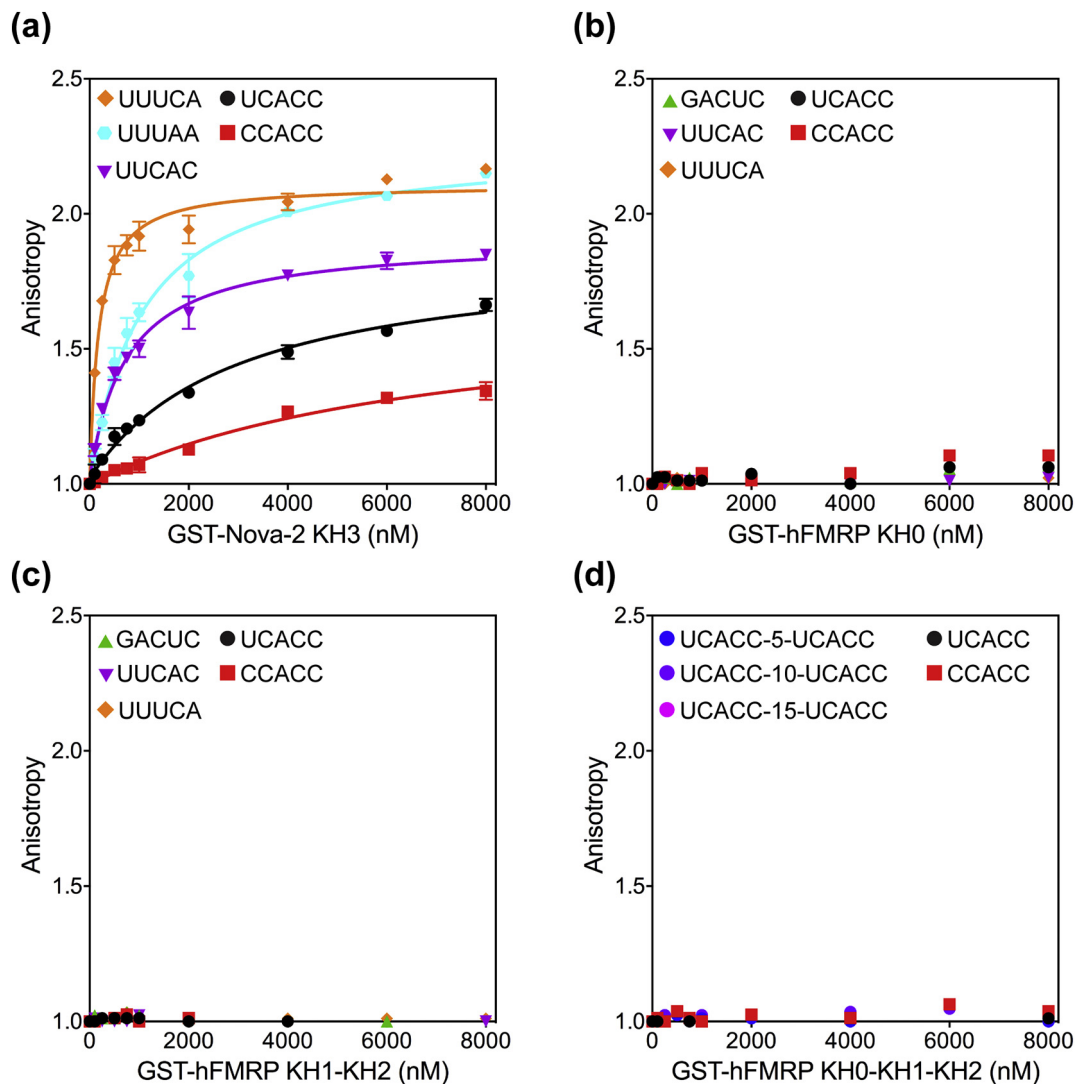 (a)
2.5
UUUCA UCACC
UUUAA CCACC
UUCAC
2.0
Anisotropy
1.5
1.0
0 2000 4000 6000 8000
GST-Nova-2 KH3 (nM)
(b)
2.5
GACUC UCACC
UUCAC CCACC
UUUCA
2.0
Anisotropy
1.5
1.0
0 2000 4000 6000 8000
GST-hFMRP KH0 (nM)
(c)
2.5
GACUC UCACC
UUCAC CCACC
UUUCA
2.0
Anisotropy
1.5
1.0
0 2000 4000 6000 8000
GST-hFMRP KH1-KH2 (nM)
(d)
2.5
UCACC-5-UCACC UCACC
UCACC-10-UCACC CCACC
UCACC-15-UCACC
2.0
Anisotropy
1.5
1.0
0 2000 4000 6000 8000
GST-hFMRP KH0-KH1-KH2 (nM)